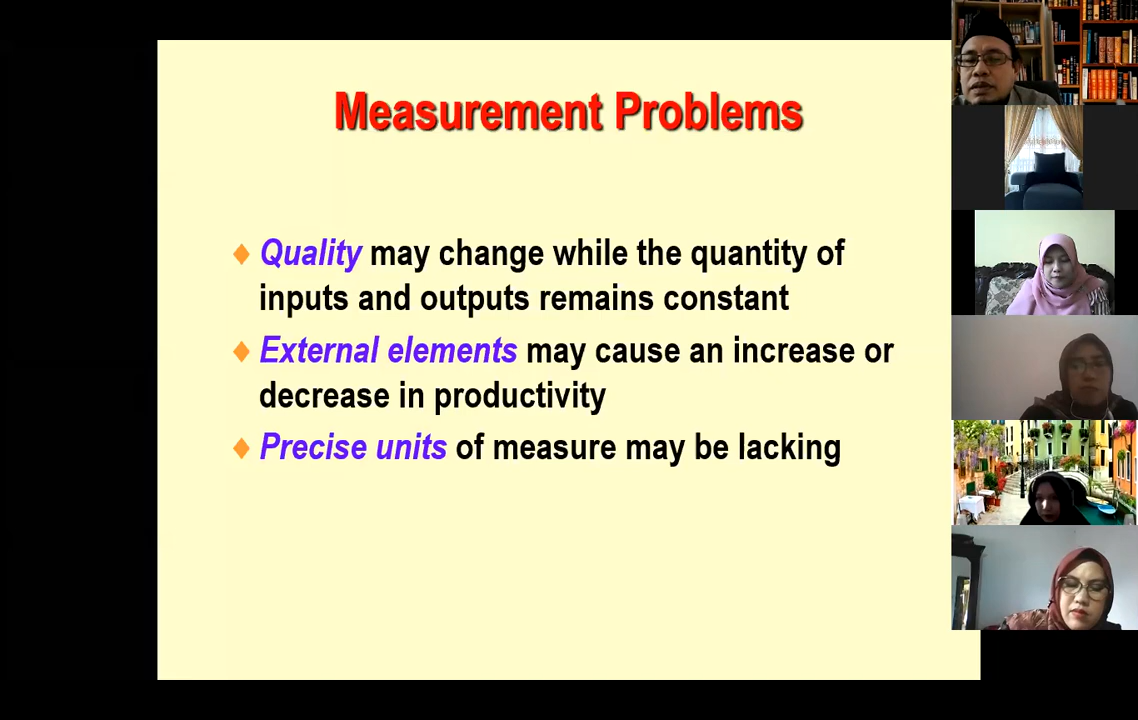 Measurement Problems
♦ Quality may change while the quantity of
inputs and outputs remains constant
♦ External elements may cause an increase or
decrease in productivity
♦ Precise units of measure may be lacking